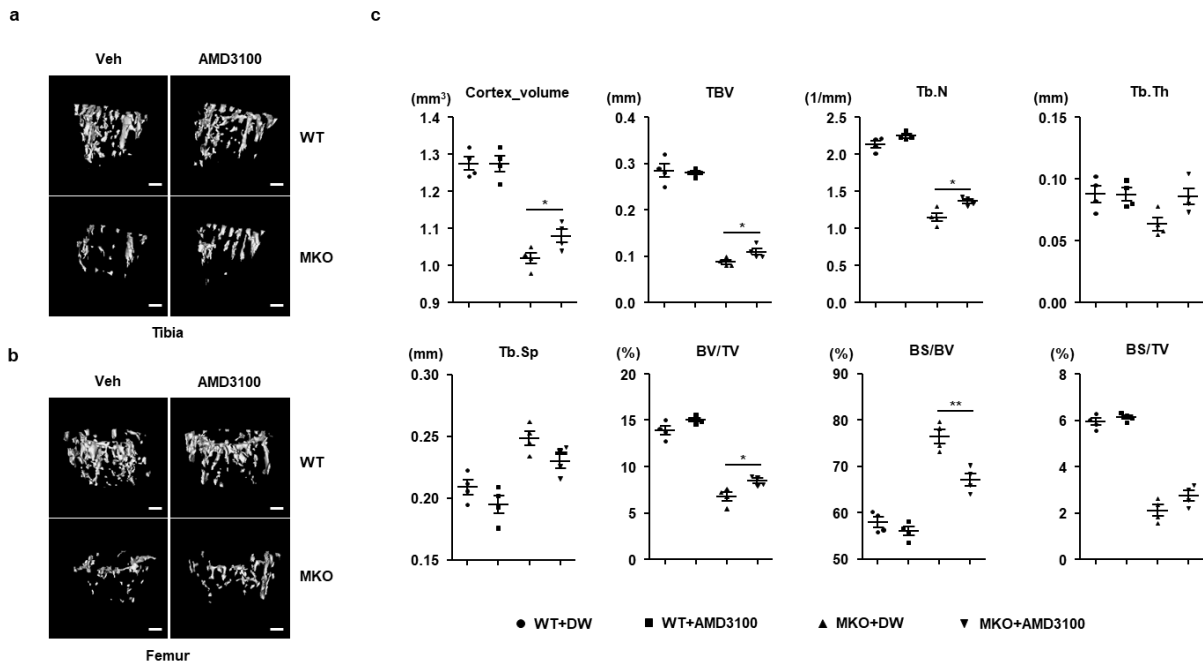 a
Veh AMD3100
WT
MKO
Tibia
b
Veh AMD3100
WT
MKO
Femur
c
(mm³) Cortex_volume
1.4
1.3
1.2
1.1
1.0
0.9
*
(mm) TBV
0.4
0.3
0.2
0.1
0.0
*
(1/mm) Tb.N
2.5
2.0
1.5
1.0
0.5
0.0
*
(mm) Tb.Th
0.15
0.10
0.05
0.00
(mm) Tb.Sp
0.30
0.25
0.20
0.15
(%) BV/TV
20
15
10
5
0
*
(%) BS/BV
90
80
70
60
50
**
(%) BS/TV
8
6
4
2
0
WT+DW WT+AMD3100 MKO+DW MKO+AMD3100